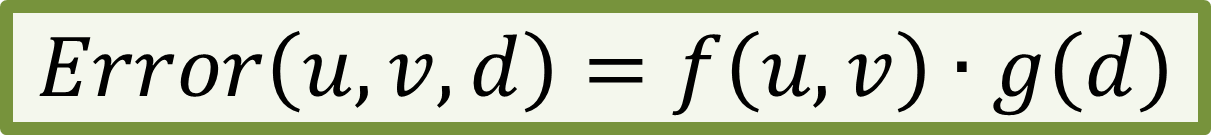 Error(u, v, d) = f(u, v) · g(d)